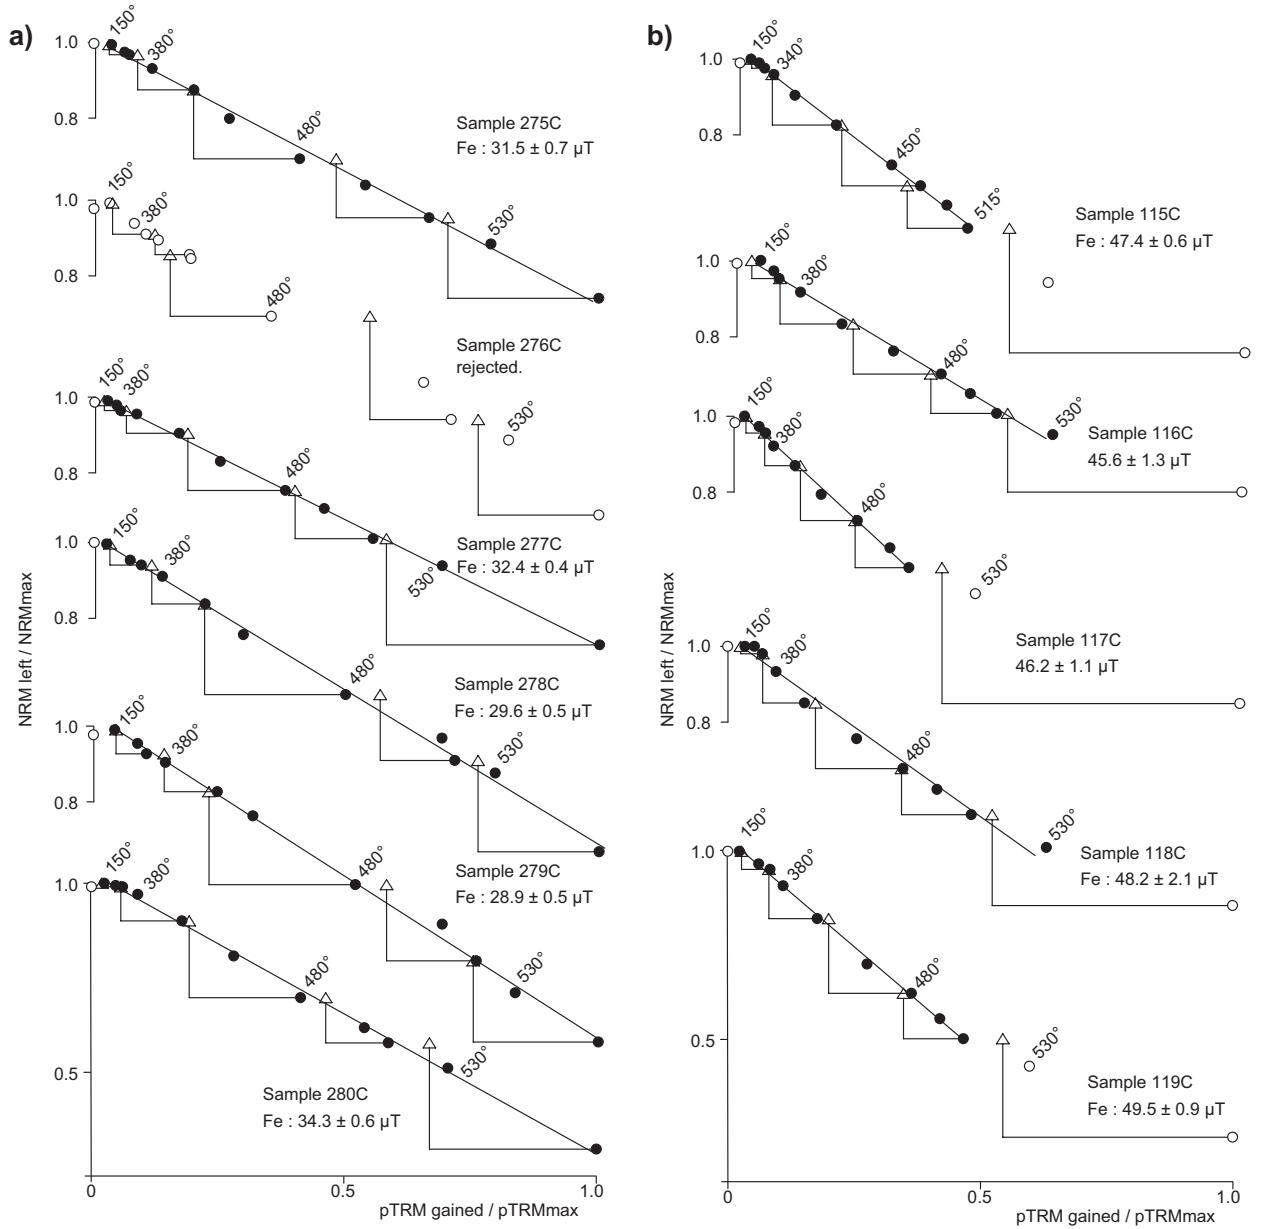 a)
1.0
0.8
150°
380°
480°
530°
Sample 275C
Fe : 31.5 ± 0.7 µT
1.0
0.8
150°
380°
480°
530°
Sample 276C
rejected.
1.0
0.8
150°
380°
480°
530°
Sample 277C
Fe : 32.4 ± 0.4 µT
1.0
0.8
150°
380°
480°
530°
Sample 278C
Fe : 29.6 ± 0.5 µT
1.0
0.8
150°
380°
480°
530°
Sample 279C
Fe : 28.9 ± 0.5 µT
1.0
0.5
150°
380°
480°
530°
Sample 280C
Fe : 34.3 ± 0.6 µT
NRM left / NRMmax
0
0.5
1.0
pTRM gained / pTRMmax
b)
1.0
0.8
150°
340°
450°
515°
Sample 115C
Fe : 47.4 ± 0.6 µT
1.0
0.8
150°
380°
480°
530°
Sample 116C
45.6 ± 1.3 µT
1.0
0.8
150°
380°
480°
530°
Sample 117C
46.2 ± 1.1 µT
1.0
0.8
150°
380°
480°
530°
Sample 118C
Fe : 48.2 ± 2.1 µT
1.0
0.5
150°
380°
480°
530°
Sample 119C
Fe : 49.5 ± 0.9 µT
NRM left / NRMmax
0
0.5
1.0
pTRM gained / pTRMmax